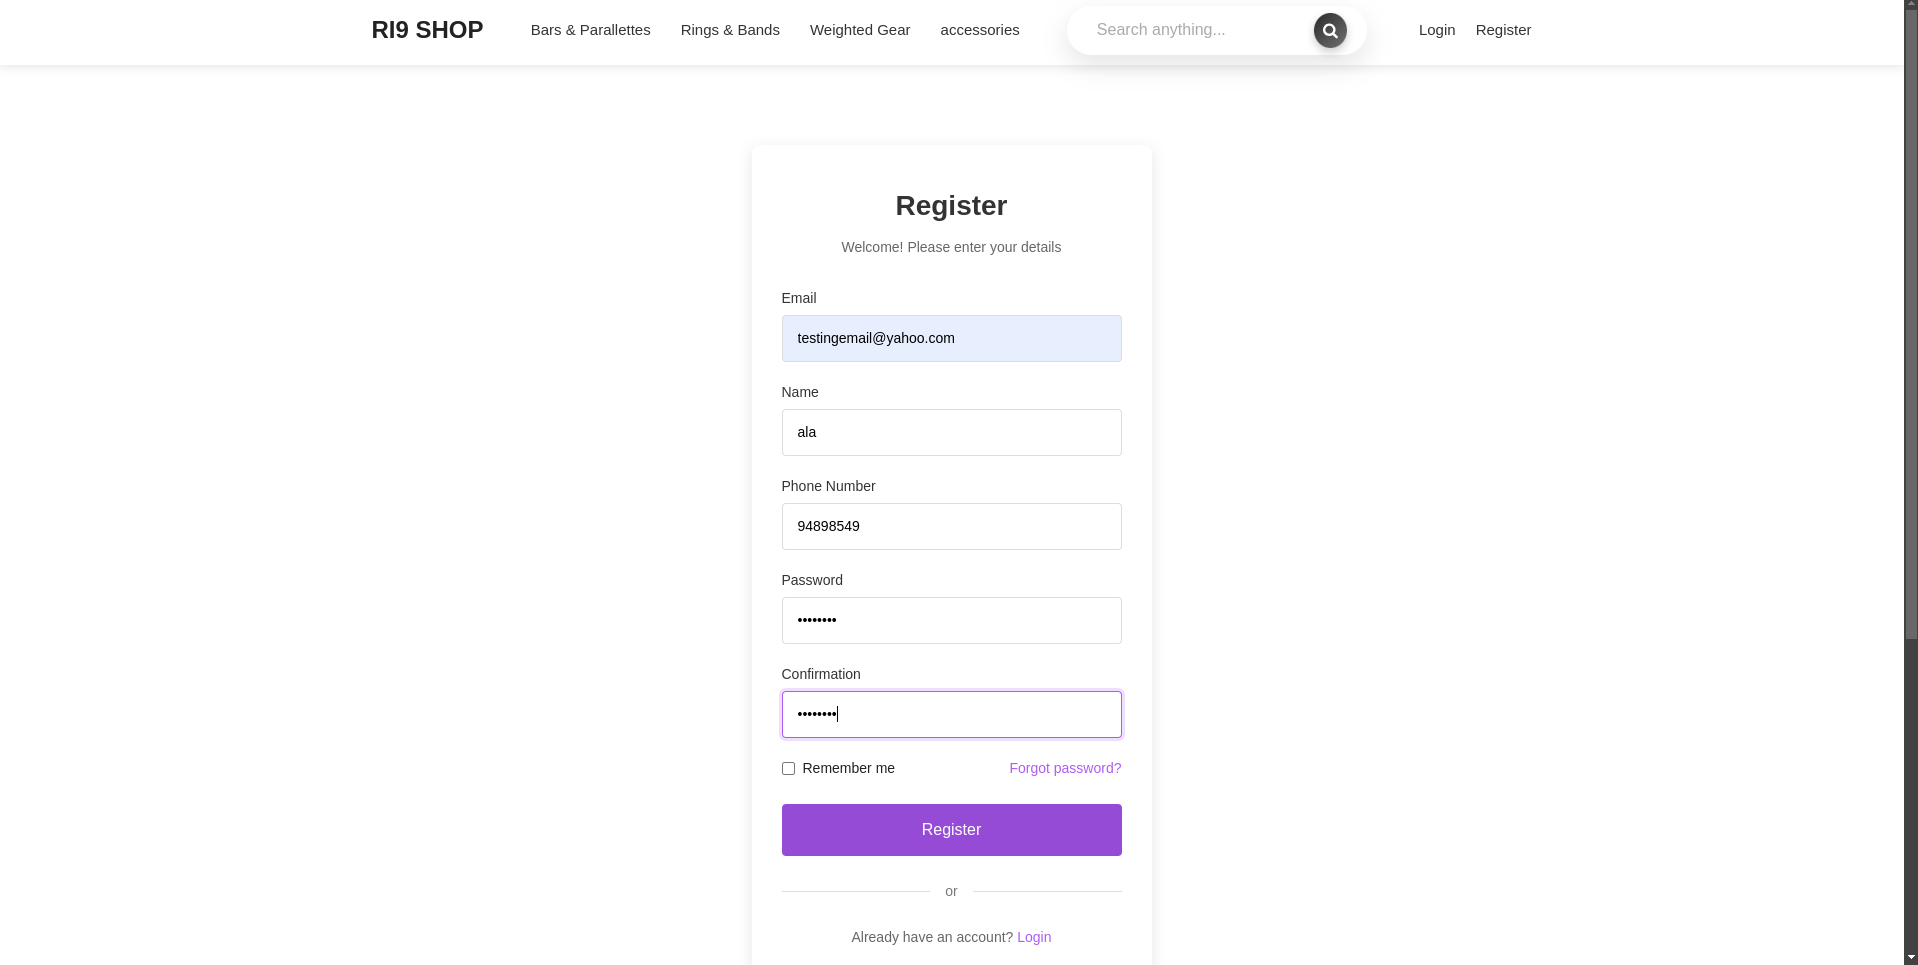 RI9 SHOP Bars & Parallettes Rings & Bands Weighted Gear accessories Search anything... Login Register
Register
Welcome! Please enter your details
Email
testingemail@yahoo.com
Name
ala
Phone Number
94898549
Password
••••••••
Confirmation
••••••••
Remember me Forgot password?
Register
or
Already have an account? Login